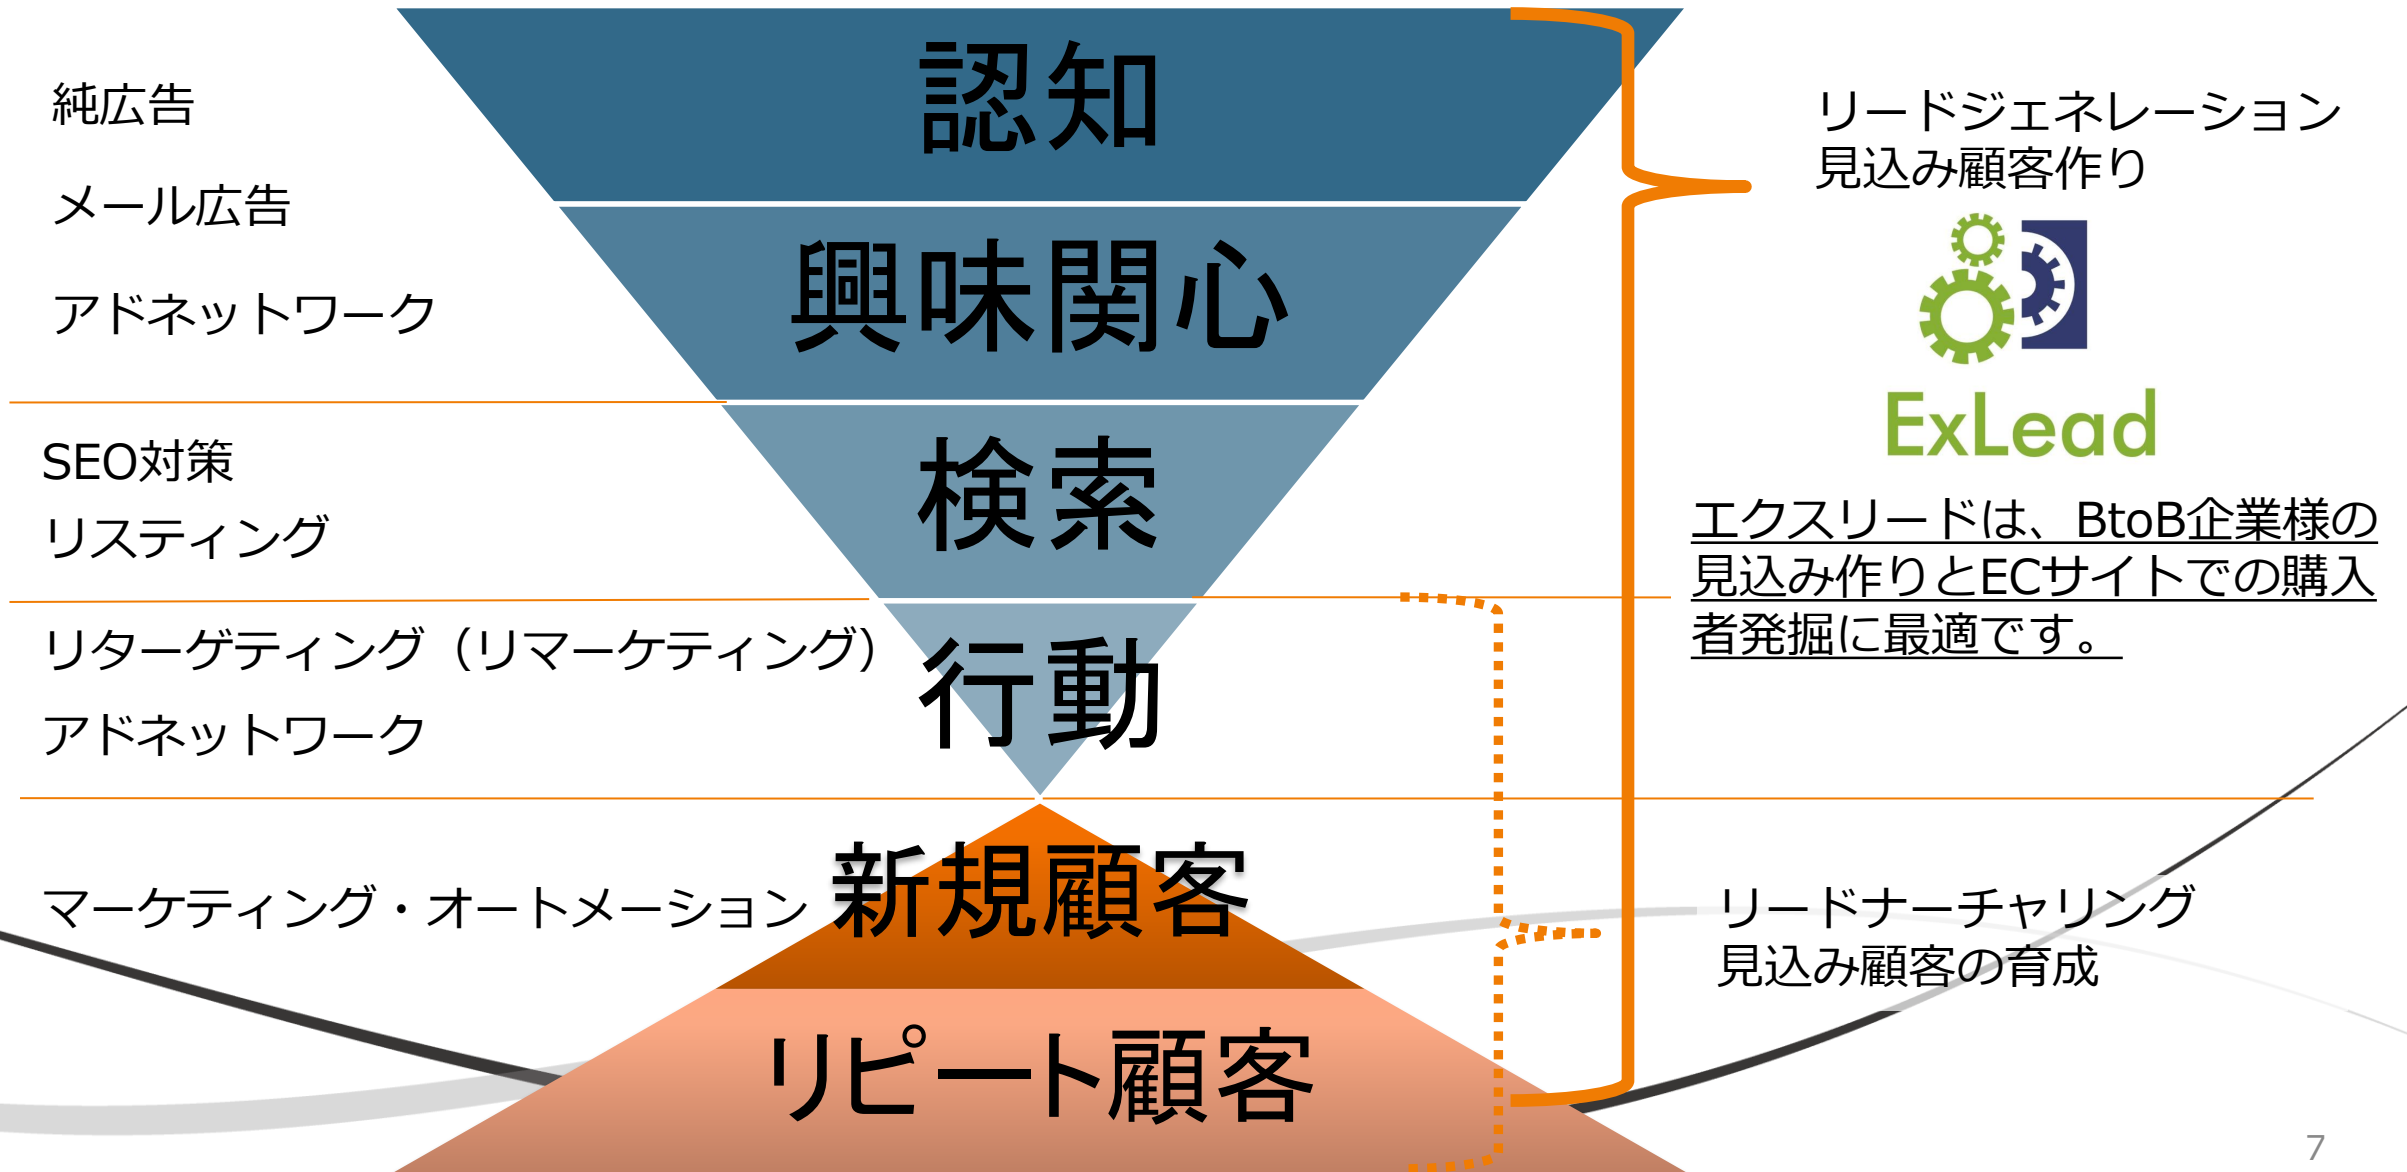 純広告
メール広告
アドネットワーク
SEO対策
リスティング
リターゲティング（リマーケティング）
アドネットワーク
マーケティング・オートメーション
認知
興味関心
検索
行動
新規顧客
リピート顧客
リードジェネレーション
見込み顧客作り
ExLead
エクスリードは、BtoB企業様の
見込み作りとECサイトでの購入
者発掘に最適です。
リードナーチャリング
見込み顧客の育成
7